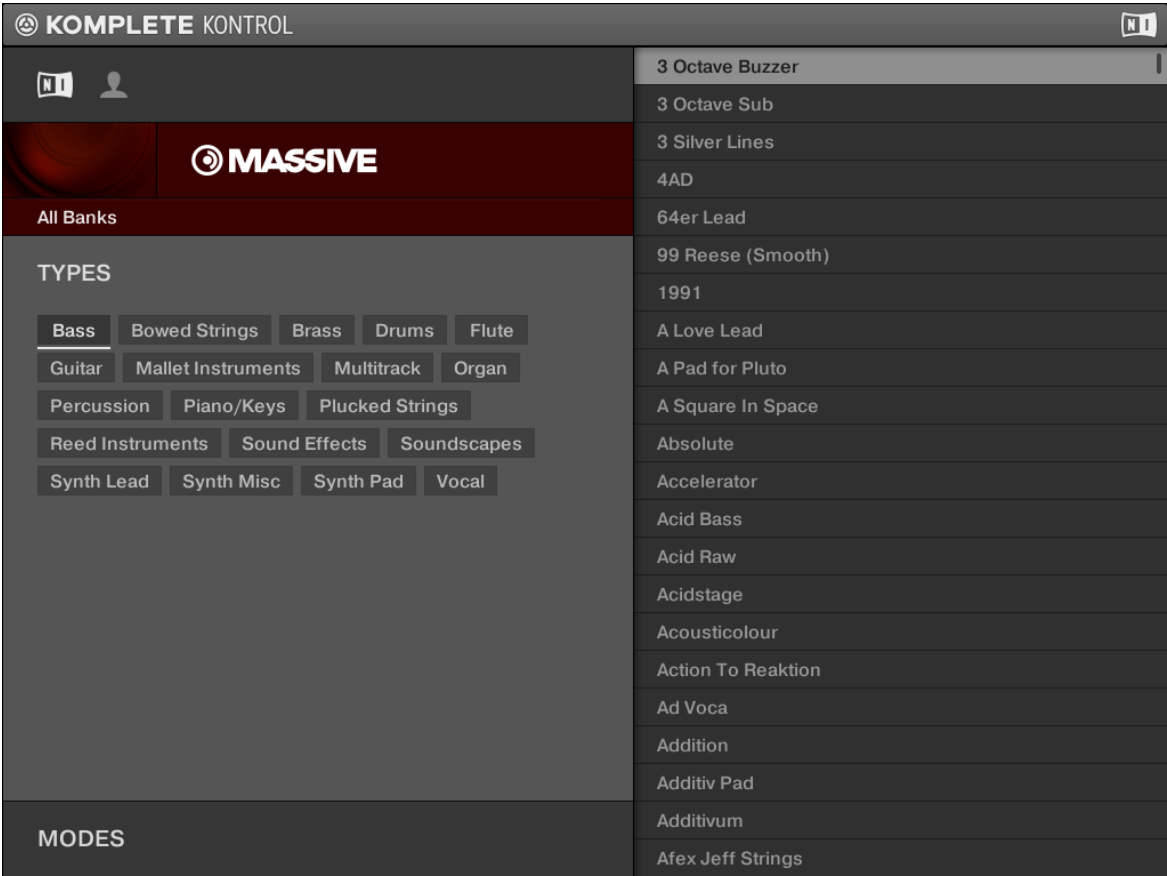 KOMPLETE KONTROL
NI
NI
MASSIVE
All Banks
TYPES
Bass Bowed Strings Brass Drums Flute
Guitar Mallet Instruments Multitrack Organ
Percussion Piano/Keys Plucked Strings
Reed Instruments Sound Effects Soundscapes
Synth Lead Synth Misc Synth Pad Vocal
MODES
3 Octave Buzzer
3 Octave Sub
3 Silver Lines
4AD
64er Lead
99 Reese (Smooth)
1991
A Love Lead
A Pad for Pluto
A Square In Space
Absolute
Accelerator
Acid Bass
Acid Raw
Acidstage
Acousticolour
Action To Reaktion
Ad Voca
Addition
Additiv Pad
Additivum
Afex Jeff Strings